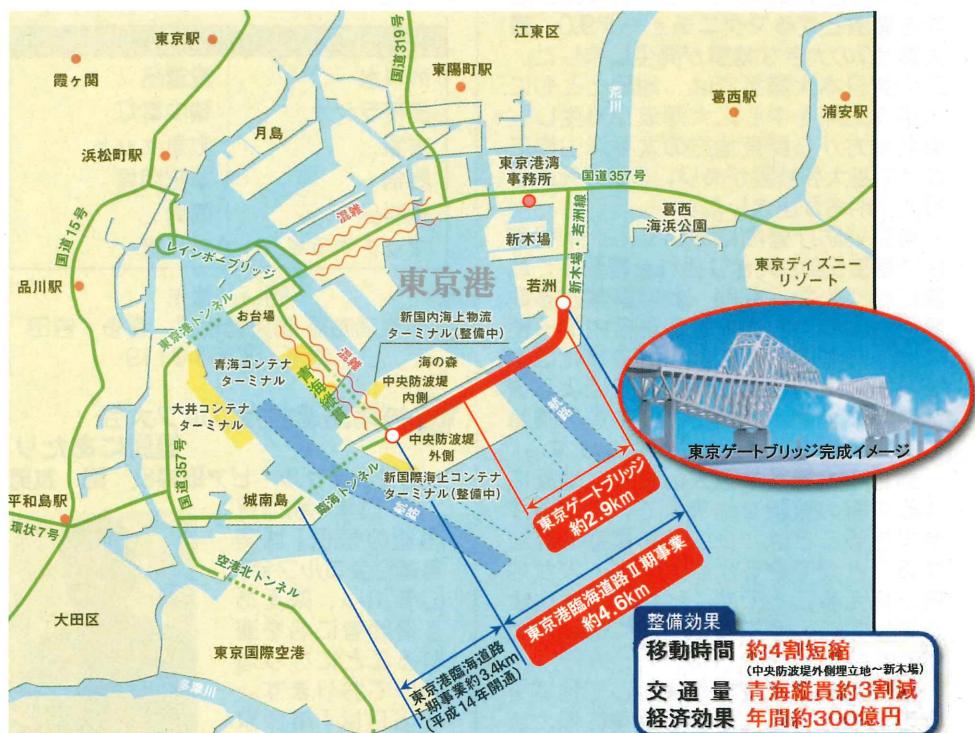 東京駅
国道319号
江東区
霞ヶ関
東陽町駅
葛西駅
浦安駅
荒川
月島
浜松町駅
東京港湾
事務所
国道357号
混雑
新木場
葛西
海浜公園
国道15号
レインボーブリッジ
新木場・若洲線
東京港
若洲
東京ディズニー
リゾート
品川駅
お台場
東京港トンネル
新国内海上物流
ターミナル(整備中)
混雑
青海縦貫
海の森
青海コンテナ
ターミナル
中央防波堤
内側
航路
大井コンテナ
ターミナル
中央防波堤
外側
東京ゲートブリッジ完成イメージ
国道357号
新国際海上コンテナ
ターミナル(整備中)
臨海トンネル
城南島
航路
平和島駅
環状7号
東京ゲートブリッジ
約2.9km
空港北トンネル
東京港臨海道路Ⅱ期事業
約4.6km
大田区
東京国際空港
多摩川
東京港臨海道路
Ⅰ期事業約3.4km
(平成14年開通)
整備効果
移動時間 約4割短縮
(中央防波堤外側埋立地〜新木場)
交通量 青海縦貫約3割減
経済効果 年間約300億円